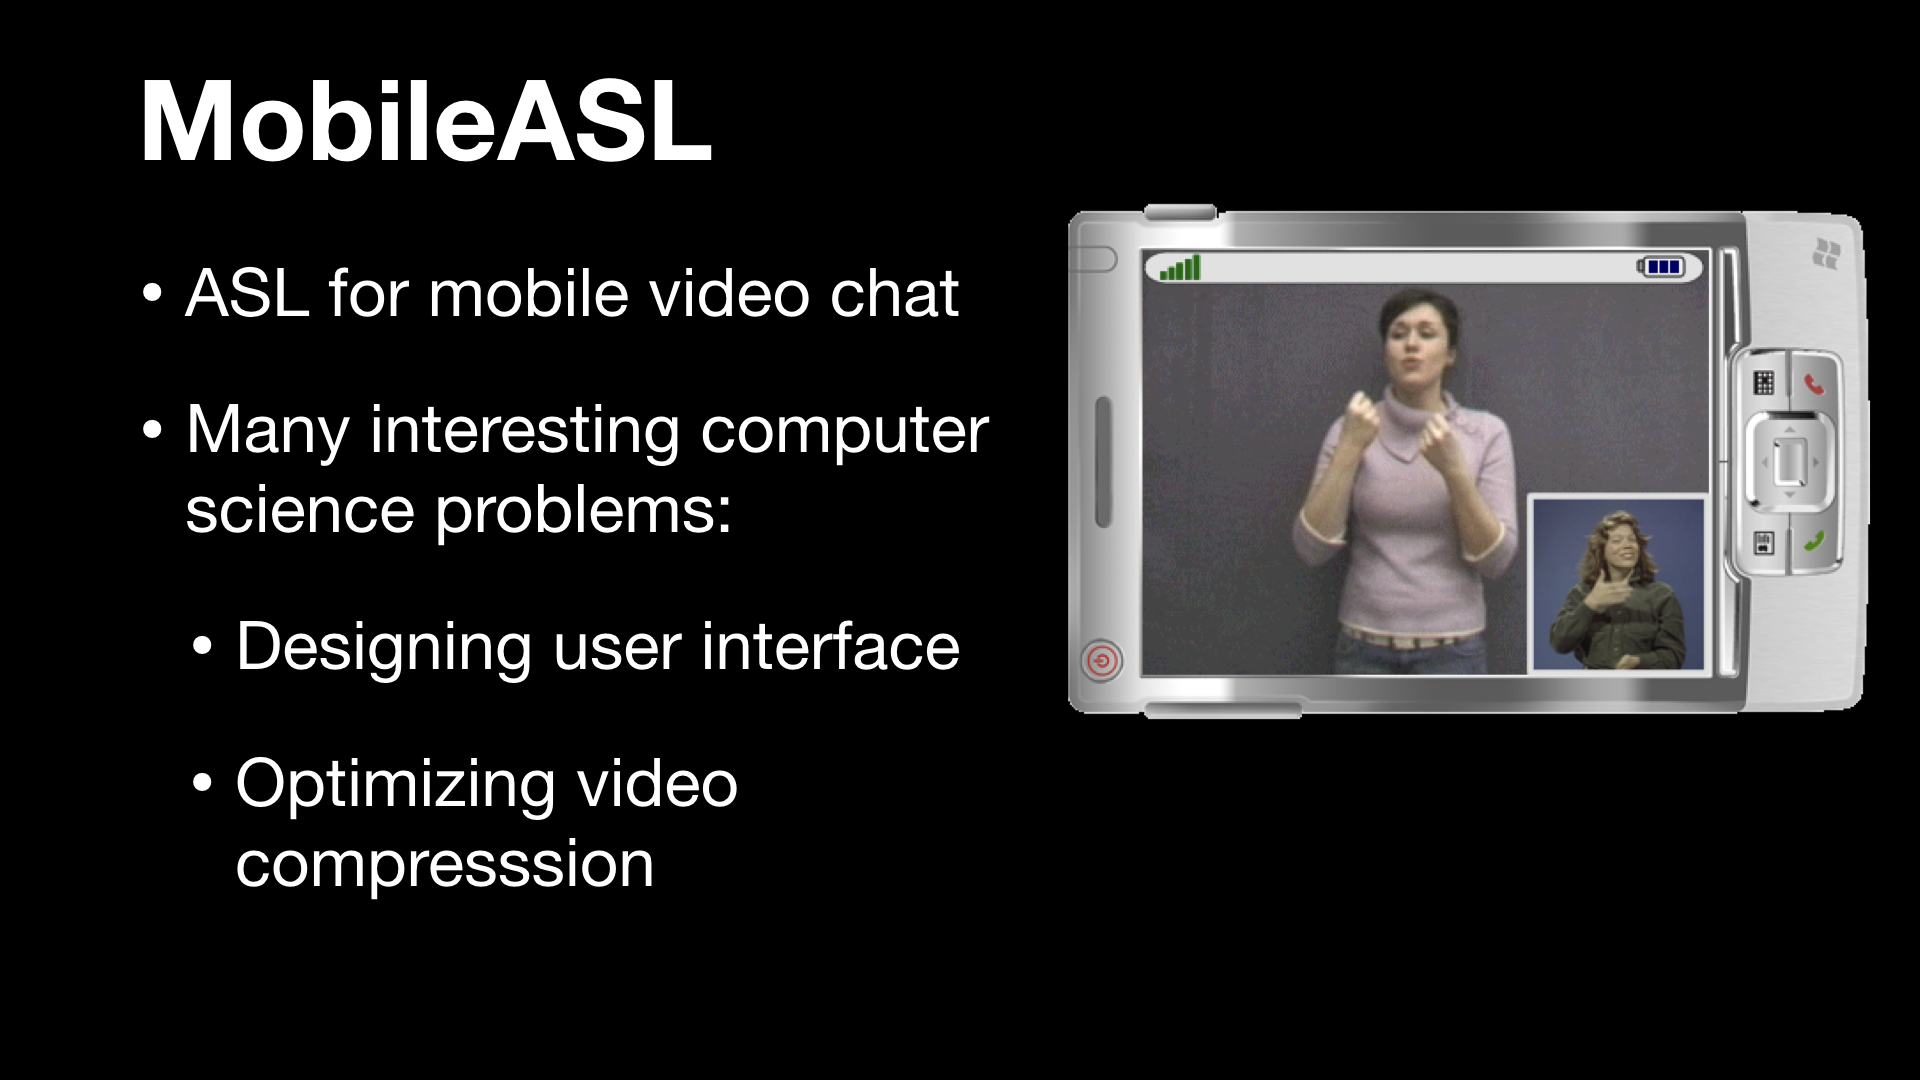 MobileASL
• ASL for mobile video chat
• Many interesting computer
science problems:
• Designing user interface
• Optimizing video
compresssion